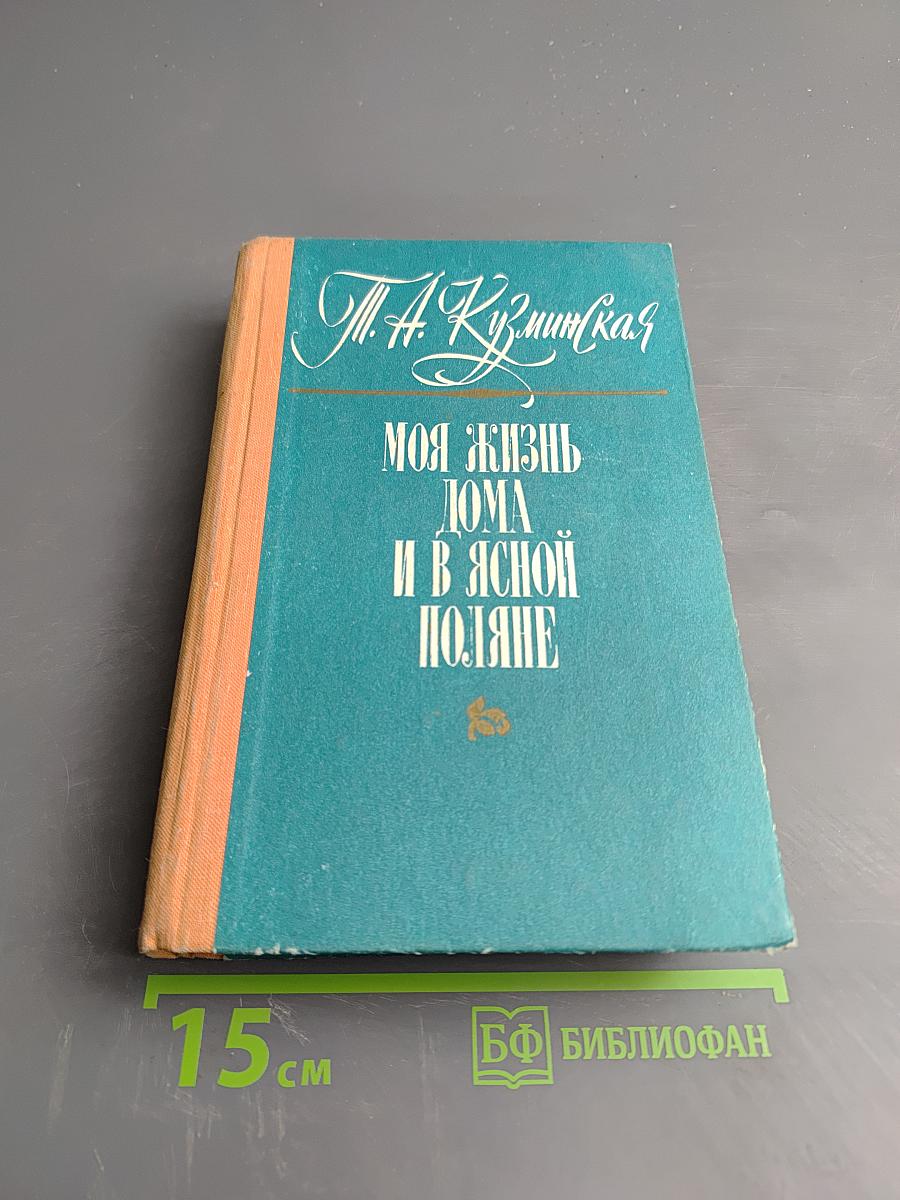 Т. А. Кузминская
МОЯ ЖИЗНЬ
ДОМА
И В ЯСНОЙ
ПОЛЯНЕ
15 см
БФ БИБЛИОФАН